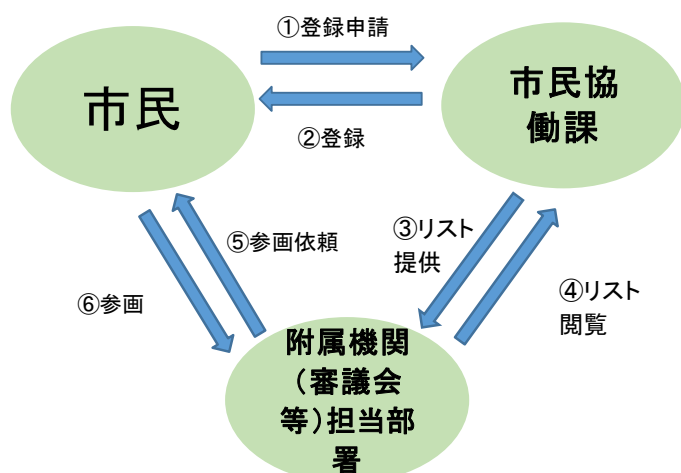 ①登録申請
市民
市民協
働課
②登録
⑤参画依頼
③リスト
提供
⑥参画
④リスト
閲覧
附属機関
（審議会
等）担当部
署